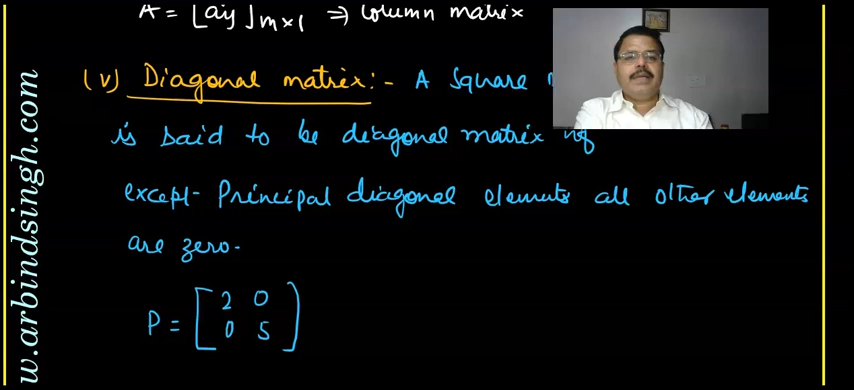 A = [aij]m×1 ⇒ Column matrix
(v) Diagonal matrix:- A Square
is said to be diagonal matrix if
except Principal diagonal elements all other elements
are zero.
P = [2 0
0 5]
w.arbindsingh.com